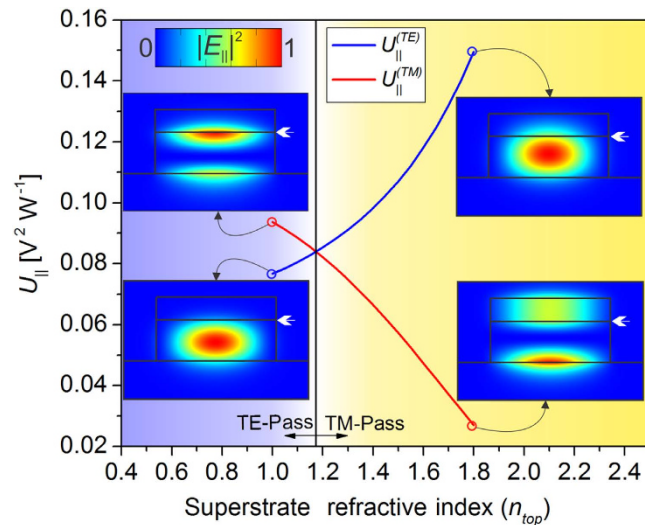 0.16
0.14
0.12
0.10
0.08
0.06
0.04
0.02
U|| [V² W⁻¹]
0 |E|||² 1
U||(TE)
U||(TM)
TE-Pass TM-Pass
0.4 0.6 0.8 1.0 1.2 1.4 1.6 1.8 2.0 2.2 2.4
Superstrate refractive index (ntop)